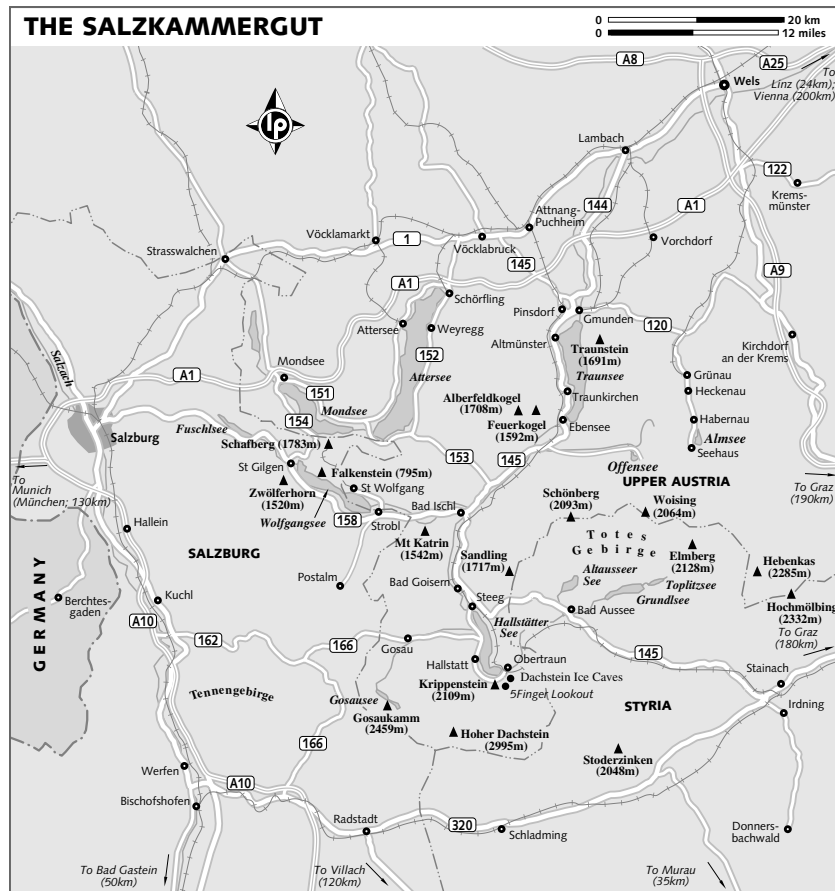 THE SALZKAMMERGUT
0 20 km
0 12 miles
A8
A25
To
Linz (24km);
Vienna (200km)
Wels
lp
Lambach
122
Krems-
münster
144
A1
Attnang-
Puchheim
Vöcklamarkt
1
Vöcklabruck
Vorchdorf
Strasswalchen
145
A9
A1
Schörfling
Pinsdorf
Gmunden
120
Attersee
Weyregg
Altmünster
Traunstein
(1691m)
Kirchdorf
an der Krems
Salzach
152
Traunsee
Mondsee
Attersee
Grünau
Heckenau
A1
151
Alberfeldkogel
(1708m)
Traunkirchen
Mondsee
154
Feuerkogel
(1592m)
Ebensee
Habernau
Fuschlsee
Salzburg
Schafberg (1783m)
Almsee
Seehaus
To
Munich
(München; 130km)
St Gilgen
Falkenstein (795m)
153
145
Offensee
To Graz
(190km)
UPPER AUSTRIA
Zwölferhorn
(1520m)
St Wolfgang
Schönberg
(2093m)
Woising
(2064m)
Wolfgangsee
158
Strobl
Bad Ischl
Hallein
Mt Katrin
(1542m)
Totes
Gebirge
SALZBURG
Sandling
(1717m)
Elmberg
(2128m)
Hebenkas
(2285m)
Postalm
Bad Goisern
Altausseer
See
Toplitzsee
GERMANY
Berchtes-
gaden
Kuchl
Steeg
Grundlsee
Hochmölbing
(2332m)
Bad Aussee
A10
162
166
Gosau
Hallstätter
See
To Graz
(180km)
145
Hallstatt
Obertraun
Stainach
Dachstein Ice Caves
Tennengebirge
Gosausee
Krippenstein
(2109m)
5Finger Lookout
Irdning
Gosaukamm
(2459m)
STYRIA
166
Hoher Dachstein
(2995m)
Stoderzinken
(2048m)
Werfen
A10
Bischofshofen
Radstadt
320
Schladming
Donners-
bachwald
To Bad Gastein
(50km)
To Villach
(120km)
To Murau
(35km)